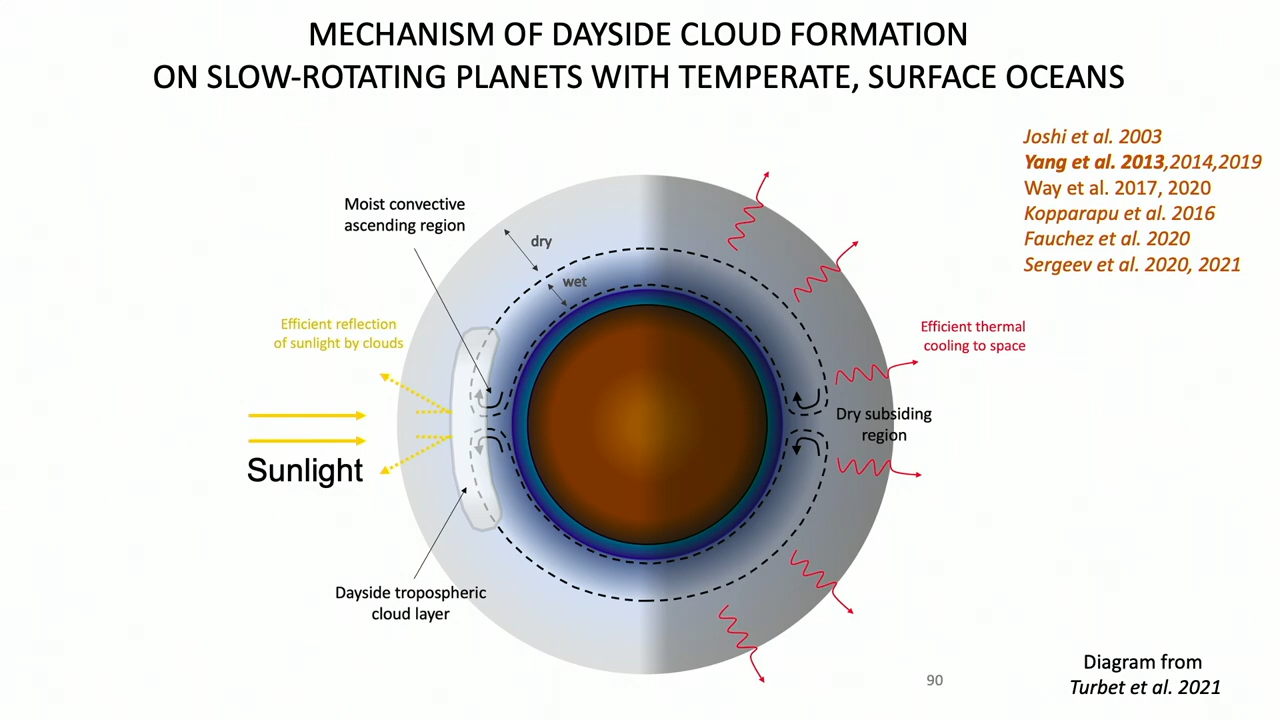 MECHANISM OF DAYSIDE CLOUD FORMATION
ON SLOW-ROTATING PLANETS WITH TEMPERATE, SURFACE OCEANS
Joshi et al. 2003
Yang et al. 2013,2014,2019
Way et al. 2017, 2020
Kopparapu et al. 2016
Fauchez et al. 2020
Sergeev et al. 2020, 2021
Moist convective
ascending region
dry
wet
Efficient reflection
of sunlight by clouds
Efficient thermal
cooling to space
Dry subsiding
region
Sunlight
Dayside tropospheric
cloud layer
90
Diagram from
Turbet et al. 2021